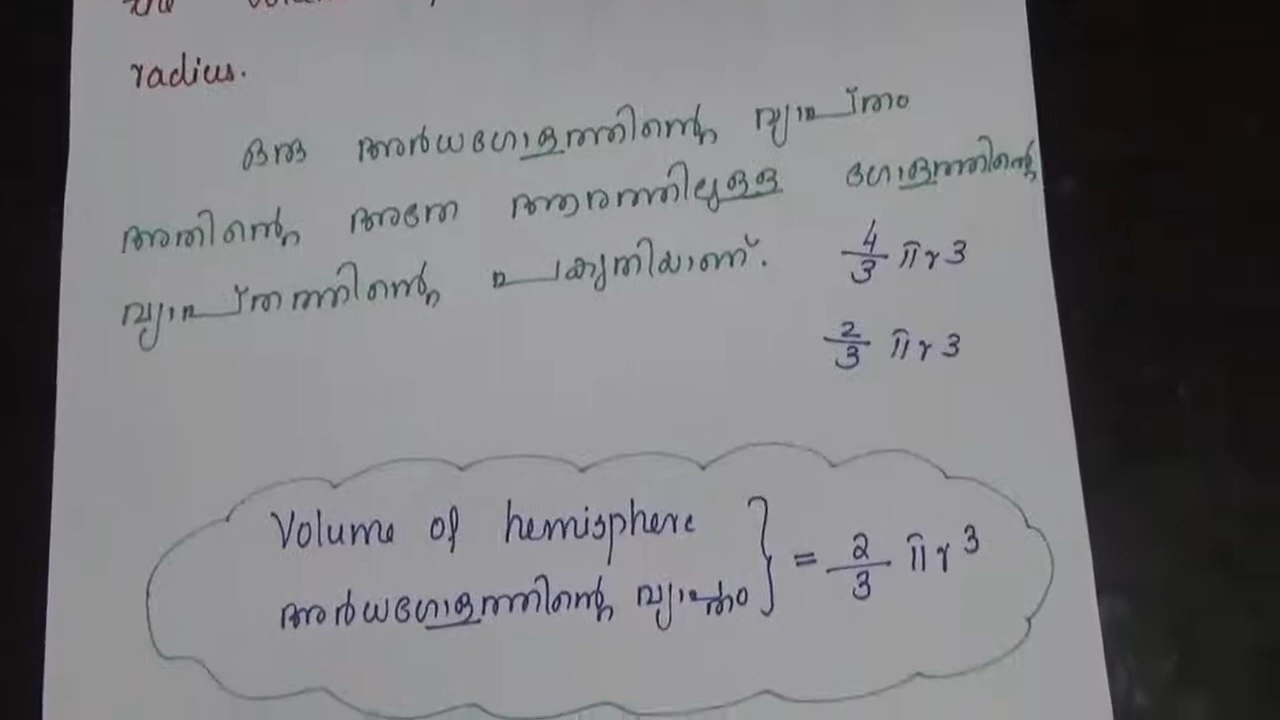 radius.
ഒരു അർധഗോളത്തിന്റെ വ്യാപ്തം
അതിന്റെ അതേ ആരത്തിലുള്ള ഗോളത്തിന്റെ
വ്യാപ്തത്തിന്റെ പകുതിയാണ്.
4/3 πr3
2/3 πr3
Volume of hemisphere
അർധഗോളത്തിന്റെ വ്യാപ്തം } = 2/3 πr³